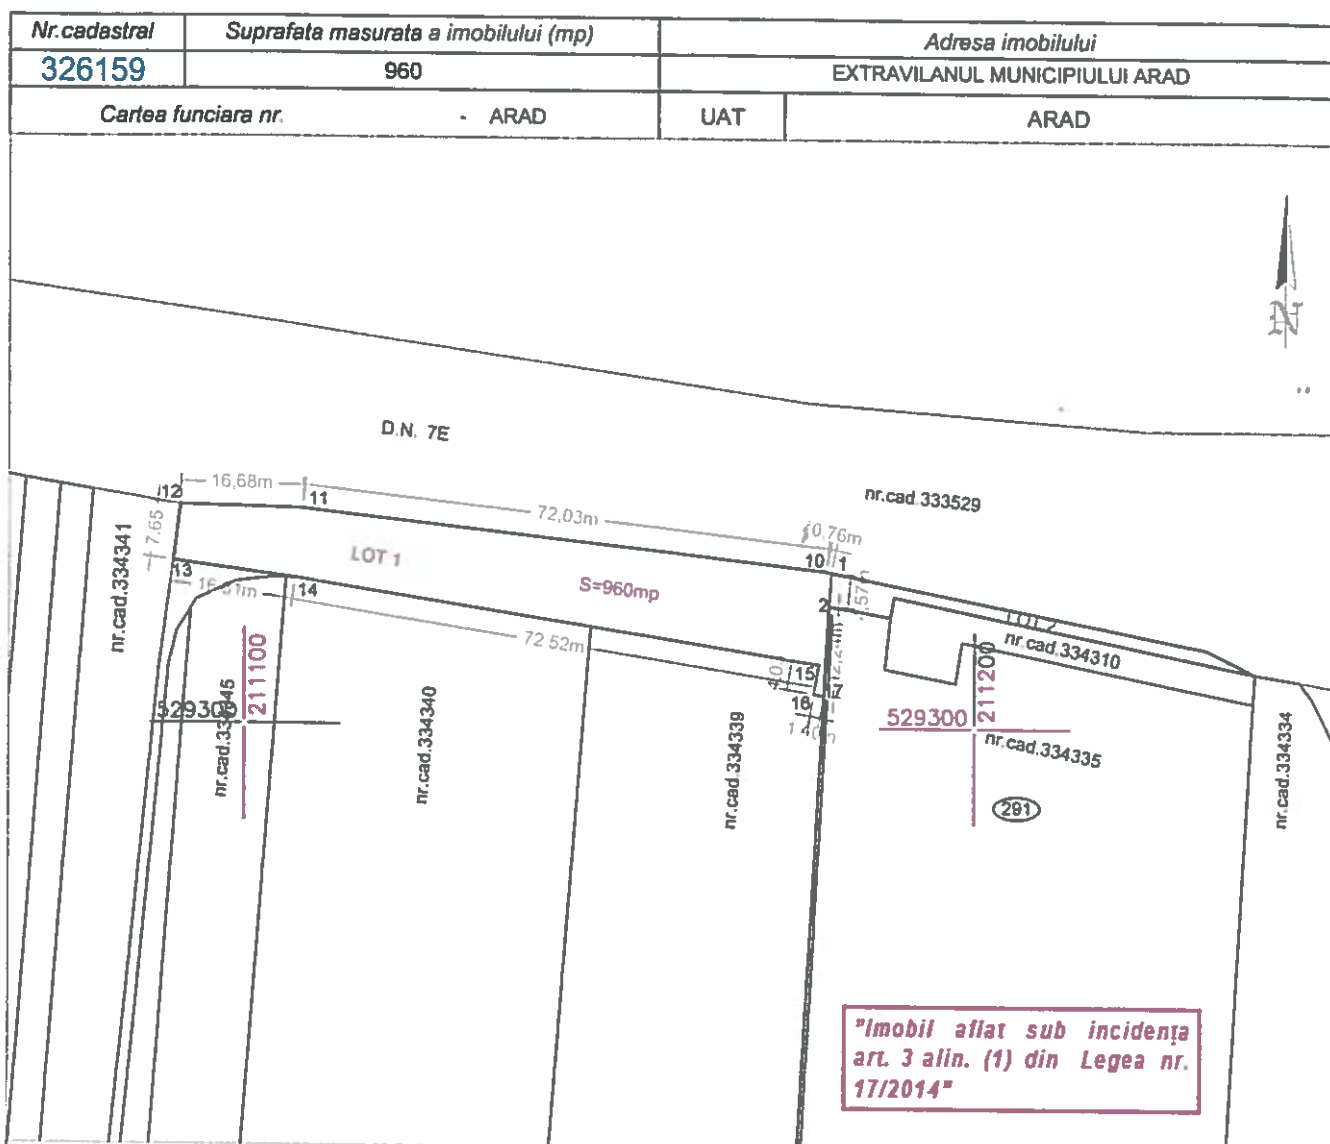 Nr.cadastral Suprafata masurata a imobilului (mp) Adresa imobilului
326159 960 EXTRAVILANUL MUNICIPIULUI ARAD
Cartea funciara nr. - ARAD UAT ARAD
N
D.N. 7E
nr.cad.333529
12 16,68m 11 72,03m 0,76m
10 1
7.65
13
14
LOT 1
S=960mp
72 52m
2
15
16
7
LOT 2
nr.cad.334310
nr.cad.334341
529300 211100
nr.cad.334340
nr.cad.334339
529300 211200
nr.cad.334335
nr.cad.334334
291
"Imobil aflat sub incidența
art. 3 alin. (1) din Legea nr.
17/2014"